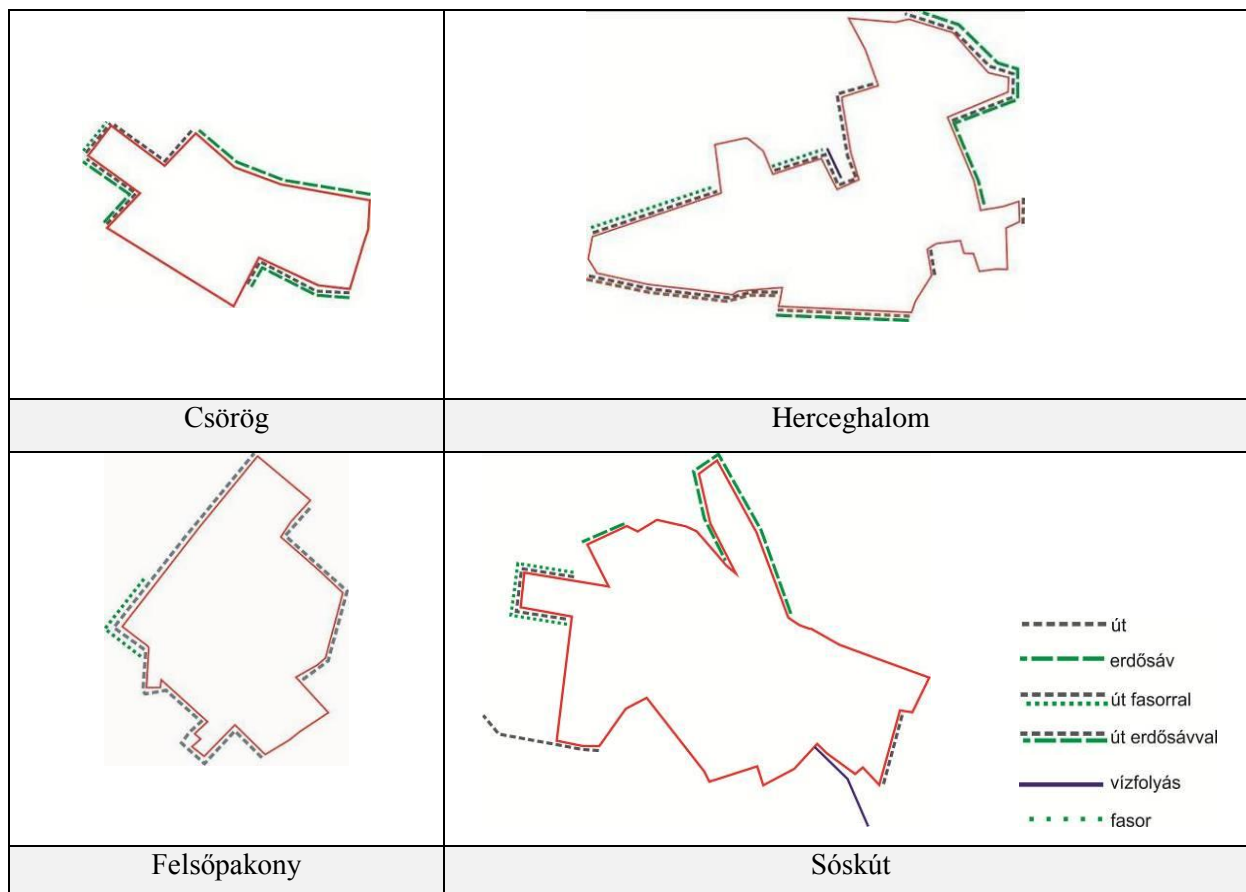 Csörög
Herceghalom
út
erdősáv
út fasorral
út erdősávval
vízfolyás
fasor
Felsőpakony
Sóskút